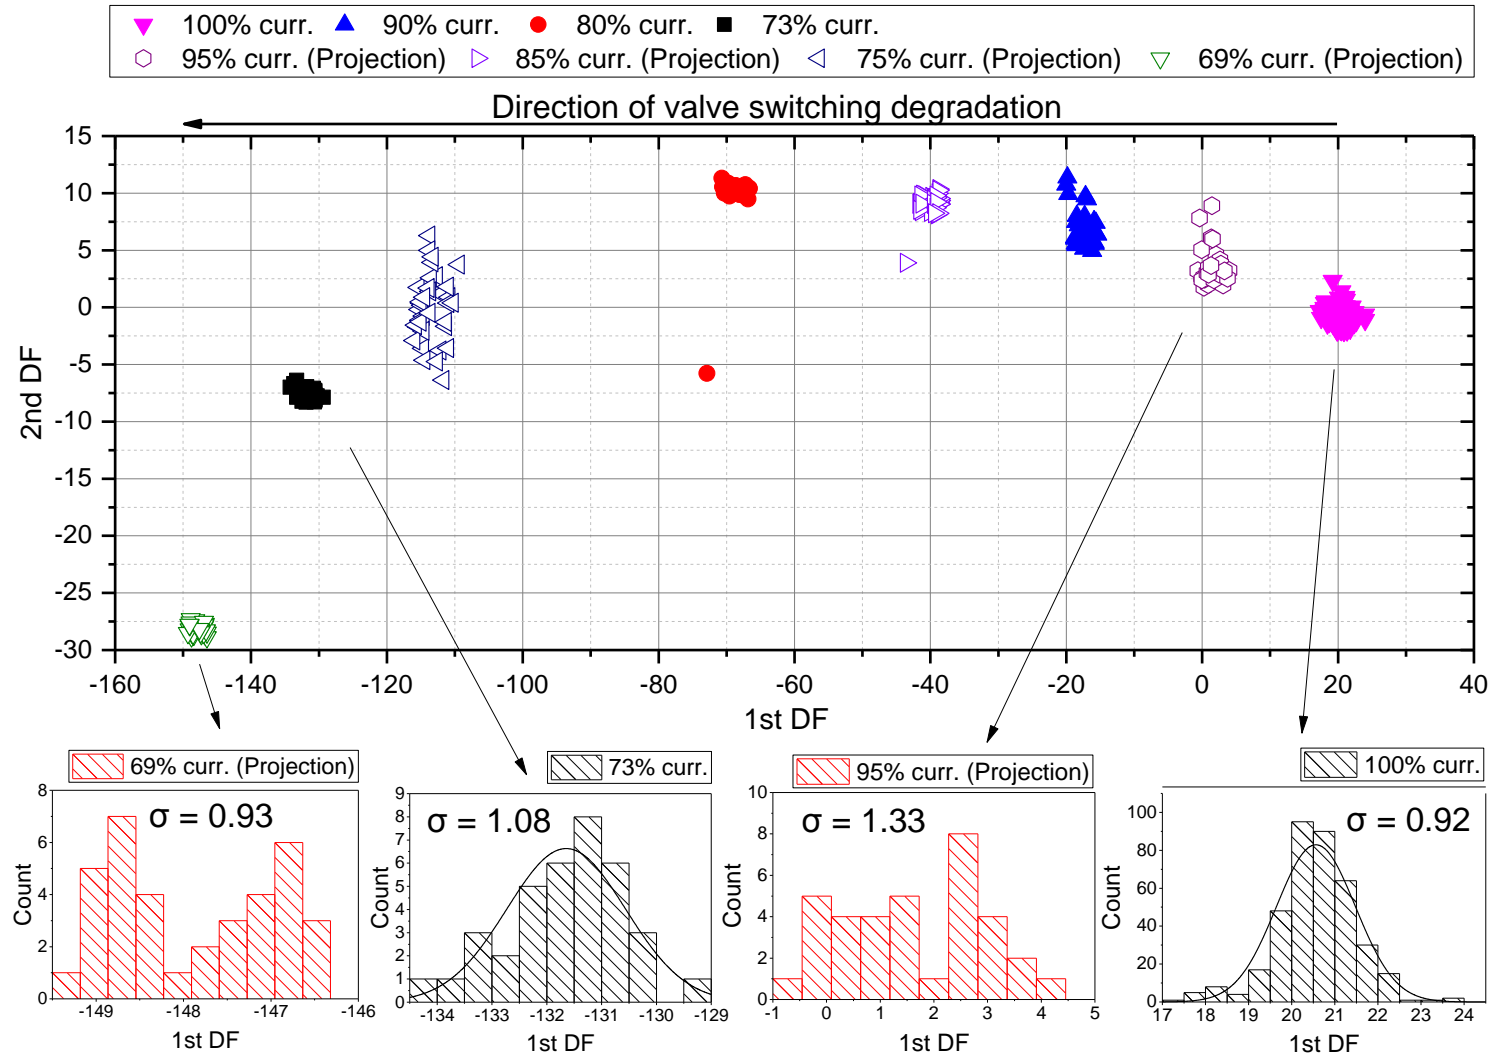 100% curr. 90% curr. 80% curr. 73% curr.
95% curr. (Projection) 85% curr. (Projection) 75% curr. (Projection) 69% curr. (Projection)
Direction of valve switching degradation
15
10
5
0
-5
-10
-15
-20
-25
-30
2nd DF
-160 -140 -120 -100 -80 -60 -40 -20 0 20 40
1st DF
69% curr. (Projection)
σ = 0.93
8
6
4
2
0
Count
-149 -148 -147 -146
1st DF
73% curr.
σ = 1.08
9
8
7
6
5
4
3
2
1
0
Count
-134 -133 -132 -131 -130 -129
1st DF
95% curr. (Projection)
σ = 1.33
10
8
6
4
2
0
Count
-1 0 1 2 3 4 5
1st DF
100% curr.
σ = 0.92
100
80
60
40
20
0
Count
17 18 19 20 21 22 23 24
1st DF